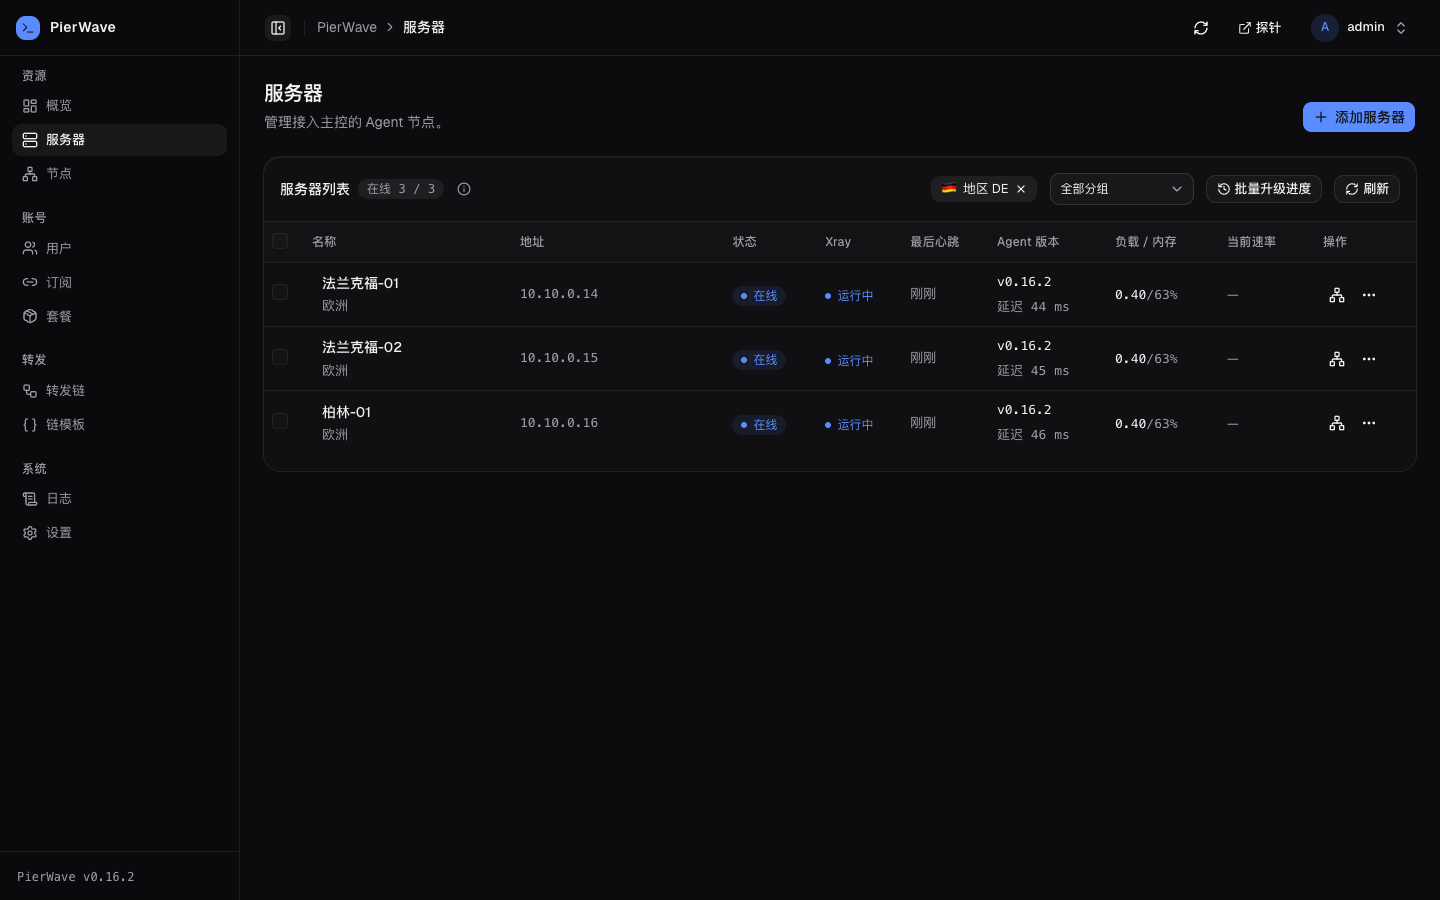 PierWave
PierWave > 服务器
探针
A
admin
资源
概览
服务器
节点
账号
用户
订阅
套餐
转发
转发链
链模板
系统
日志
设置
PierWave v0.16.2
服务器
管理接入主控的 Agent 节点。
添加服务器
服务器列表 在线 3 / 3
地区 DE ×
全部分组
批量升级进度
刷新
名称 地址 状态 Xray 最后心跳 Agent 版本 负载 / 内存 当前速率 操作
法兰克福-01
欧洲
10.10.0.14 在线 运行中 刚刚
v0.16.2
延迟 44 ms
0.40/63% —
法兰克福-02
欧洲
10.10.0.15 在线 运行中 刚刚
v0.16.2
延迟 45 ms
0.40/63% —
柏林-01
欧洲
10.10.0.16 在线 运行中 刚刚
v0.16.2
延迟 46 ms
0.40/63% —